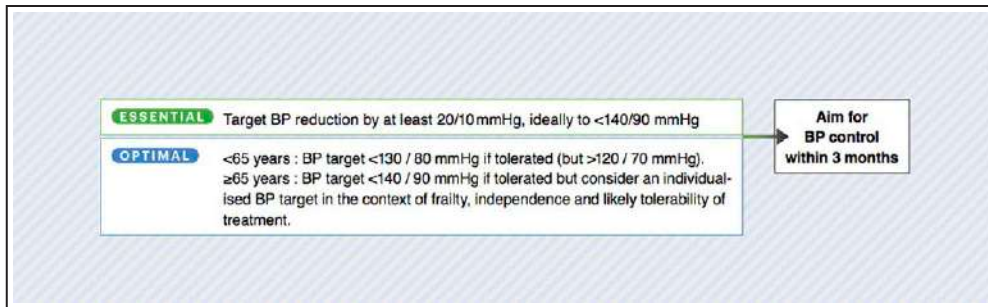 ESSENTIAL Target BP reduction by at least 20/10 mmHg, ideally to <140/90 mmHg
OPTIMAL <65 years : BP target <130 / 80 mmHg if tolerated (but >120 / 70 mmHg).
≥65 years : BP target <140 / 90 mmHg if tolerated but consider an individual-
ised BP target in the context of frailty, independence and likely tolerability of
treatment.
Aim for
BP control
within 3 months